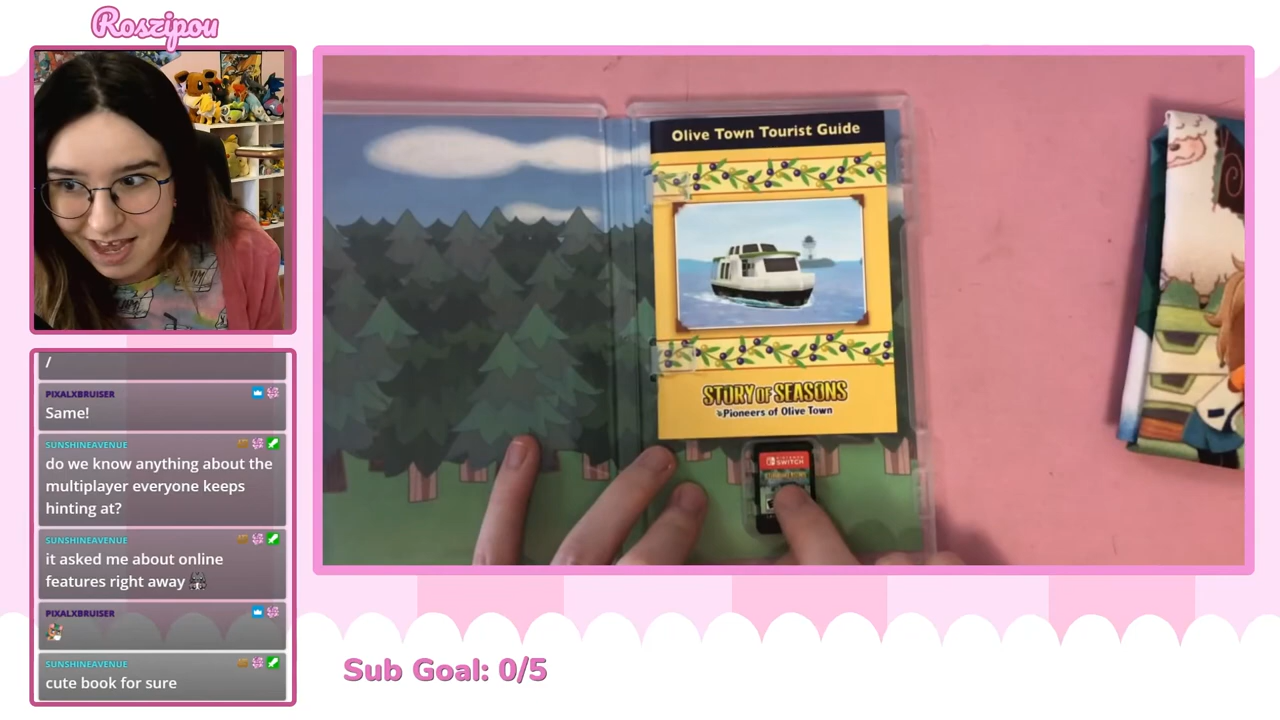 Roszipou
/
PIXALXBRUISER
Same!
SUNSHINEAVENUE
do we know anything about the
multiplayer everyone keeps
hinting at?
SUNSHINEAVENUE
it asked me about online
features right away
PIXALXBRUISER
SUNSHINEAVENUE
cute book for sure
Olive Town Tourist Guide
STORY OF SEASONS
Pioneers of Olive Town
NINTENDO
SWITCH
Sub Goal: 0/5